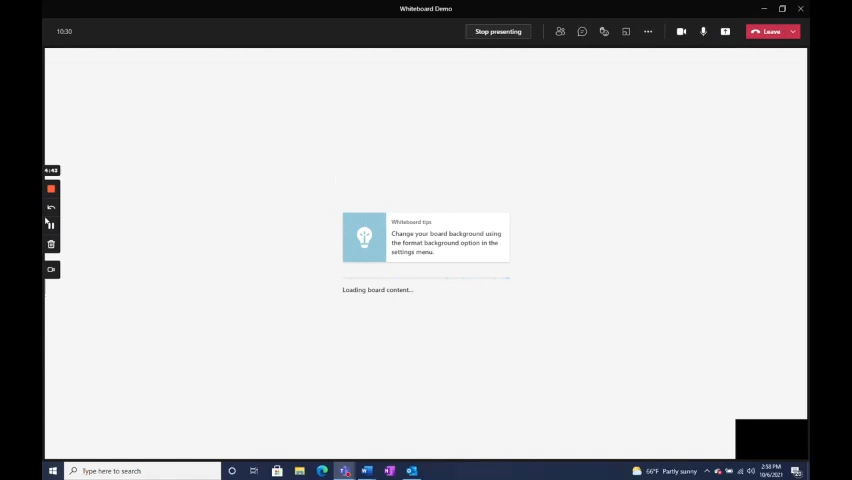 Whiteboard Demo
10:30
Stop presenting
Leave
Whiteboard tips
Change your board background using
the format background option in the
settings menu.
Loading board content...
Type here to search
66°F Partly sunny
2:58 PM
10/6/2021